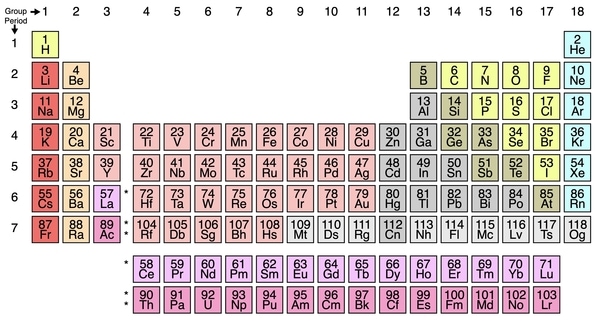 Group → 1 2 3 4 5 6 7 8 9 10 11 12 13 14 15 16 17 18
Period
↓
1 1 2
H He
2 3 4 5 6 7 8 9 10
Li Be B C N O F Ne
3 11 12 13 14 15 16 17 18
Na Mg Al Si P S Cl Ar
4 19 20 21 22 23 24 25 26 27 28 29 30 31 32 33 34 35 36
K Ca Sc Ti V Cr Mn Fe Co Ni Cu Zn Ga Ge As Se Br Kr
5 37 38 39 40 41 42 43 44 45 46 47 48 49 50 51 52 53 54
Rb Sr Y Zr Nb Mo Tc Ru Rh Pd Ag Cd In Sn Sb Te I Xe
6 55 56 57 * 72 73 74 75 76 77 78 79 80 81 82 83 84 85 86
Cs Ba La Hf Ta W Re Os Ir Pt Au Hg Tl Pb Bi Po At Rn
7 87 88 89 * * 104 105 106 107 108 109 110 111 112 113 114 115 116 117 118
Fr Ra Ac Rf Db Sg Bh Hs Mt Ds Rg Cn Nh Fl Mc Lv Ts Og
* 58 59 60 61 62 63 64 65 66 67 68 69 70 71
Ce Pr Nd Pm Sm Eu Gd Tb Dy Ho Er Tm Yb Lu
* * 90 91 92 93 94 95 96 97 98 99 100 101 102 103
Th Pa U Np Pu Am Cm Bk Cf Es Fm Md No Lr